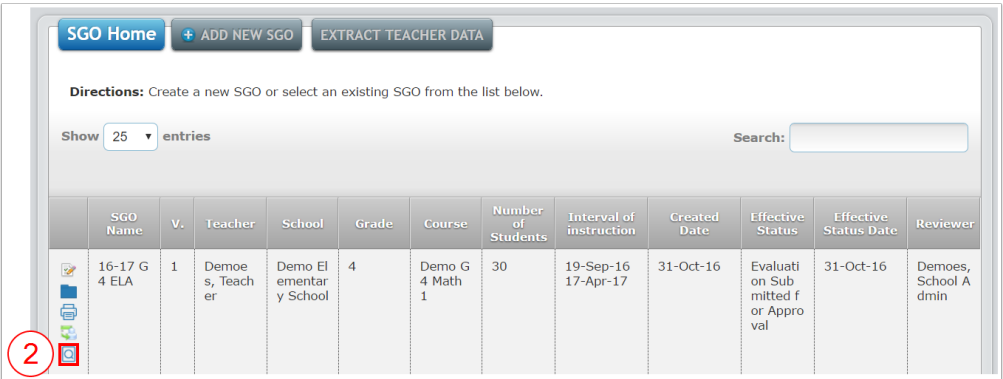 SGO Home ADD NEW SGO EXTRACT TEACHER DATA
Directions: Create a new SGO or select an existing SGO from the list below.
Show 25 entries Search:
SGO Name V. Teacher School Grade Course Number of Students Interval of instruction Created Date Effective Status Effective Status Date Reviewer
16-17 G 1 Demoe Demo El 4 Demo G 30 19-Sep-16 31-Oct-16 Evaluati 31-Oct-16 Demoes,
4 ELA s, Teach ementar 4 Math 17-Apr-17 on Sub School A
er y School 1 mitted f dmin
or Appro
val
2